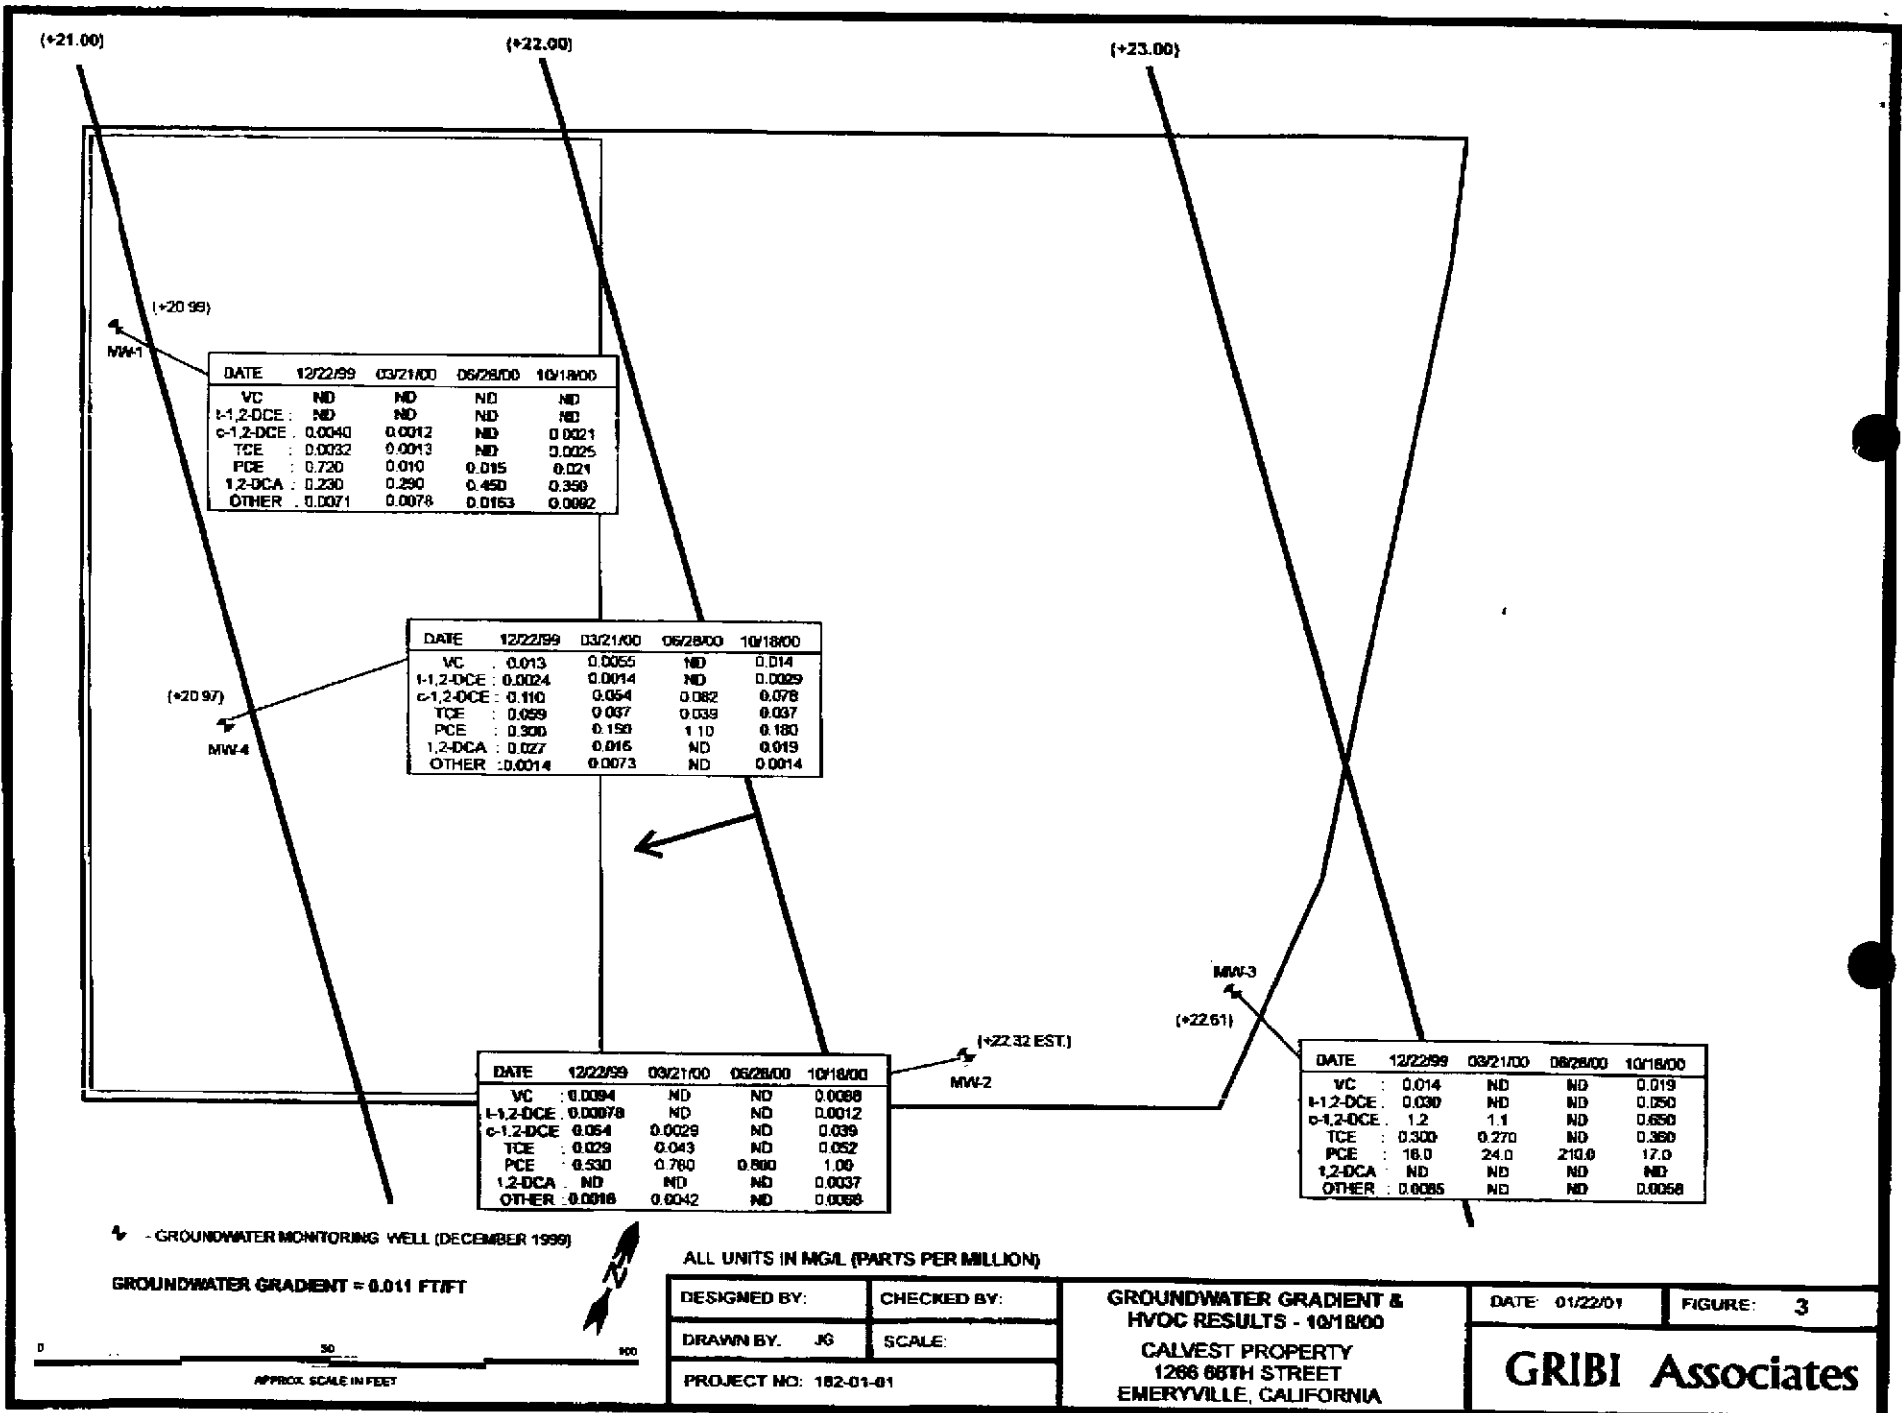 (+21.00)
(+22.00)
(+23.00)
(+20.99)
MW-1
DATE 12/22/99 03/21/00 06/28/00 10/18/00
VC ND ND ND ND
t-1,2-DCE : ND ND ND ND
c-1,2-DCE . 0.0040 0.0012 ND 0.0021
TCE : 0.0032 0.0013 ND 0.0025
PCE : 0.720 0.010 0.015 0.021
1,2-DCA : 0.230 0.290 0.450 0.350
OTHER . 0.0071 0.0078 0.0163 0.0092
DATE 12/22/99 03/21/00 06/28/00 10/18/00
VC . 0.013 0.0055 ND 0.014
t-1,2-DCE : 0.0024 0.0014 ND 0.0029
c-1,2-DCE : 0.110 0.054 0.082 0.078
TCE : 0.059 0.037 0.039 0.037
PCE : 0.300 0.150 1.10 0.180
1,2-DCA : 0.027 0.016 ND 0.019
OTHER : 0.0014 0.0073 ND 0.0014
(+20.97)
MW-4
MW-3
(+22.61)
(+22.32 EST.)
MW-2
DATE 12/22/99 03/21/00 06/28/00 10/18/00
VC : 0.0094 ND ND
t-1,2-DCE . 0.00078 ND ND 0.0012
c-1,2-DCE 0.054 0.0029 ND 0.039
TCE : 0.029 0.043 ND 0.052
PCE : 0.530 0.780 1.00
1,2-DCA . ND ND ND 0.0037
OTHER : 0.0016 0.0042 ND
DATE 12/22/99 03/21/00 06/28/00 10/18/00
VC : 0.014 ND ND 0.019
t-1,2-DCE . 0.030 ND ND 0.050
c-1,2-DCE . 1.2 1.1 ND 0.650
TCE : 0.300 0.270 ND 0.360
PCE : 16.0 24.0 210.0 17.0
1,2-DCA : ND ND ND ND
OTHER : 0.0085 ND ND 0.0056
- GROUNDWATER MONITORING WELL (DECEMBER 1999)
GROUNDWATER GRADIENT = 0.011 FT/FT
0 50 100
APPROX. SCALE IN FEET
N
ALL UNITS IN MG/L (PARTS PER MILLION)
DESIGNED BY:
CHECKED BY:
DRAWN BY. JG
SCALE:
PROJECT NO: 182-01-01
GROUNDWATER GRADIENT &
HVOC RESULTS - 10/18/00
CALVEST PROPERTY
1266 66TH STREET
EMERYVILLE, CALIFORNIA
DATE: 01/22/01
FIGURE: 3
GRIBI Associates